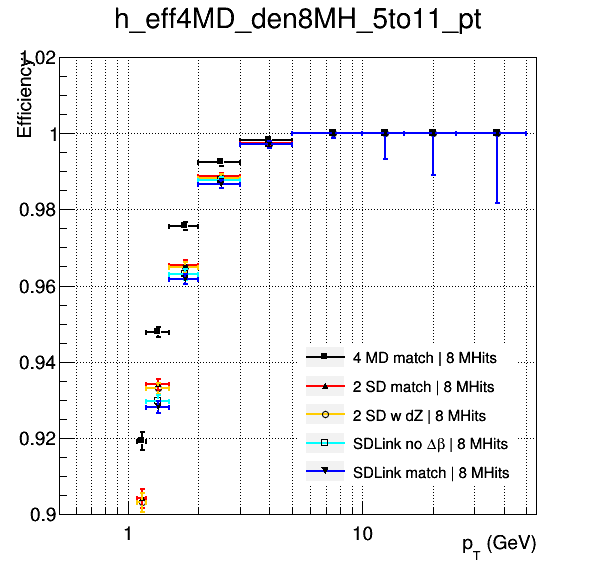 h_eff4MD_den8MH_5to11_pt
Efficiency
1.02
1
0.98
0.96
0.94
0.92
0.9
4 MD match | 8 MHits
2 SD match | 8 MHits
2 SD w dZ | 8 MHits
SDLink no Δβ | 8 MHits
SDLink match | 8 MHits
1
10
p_T (GeV)